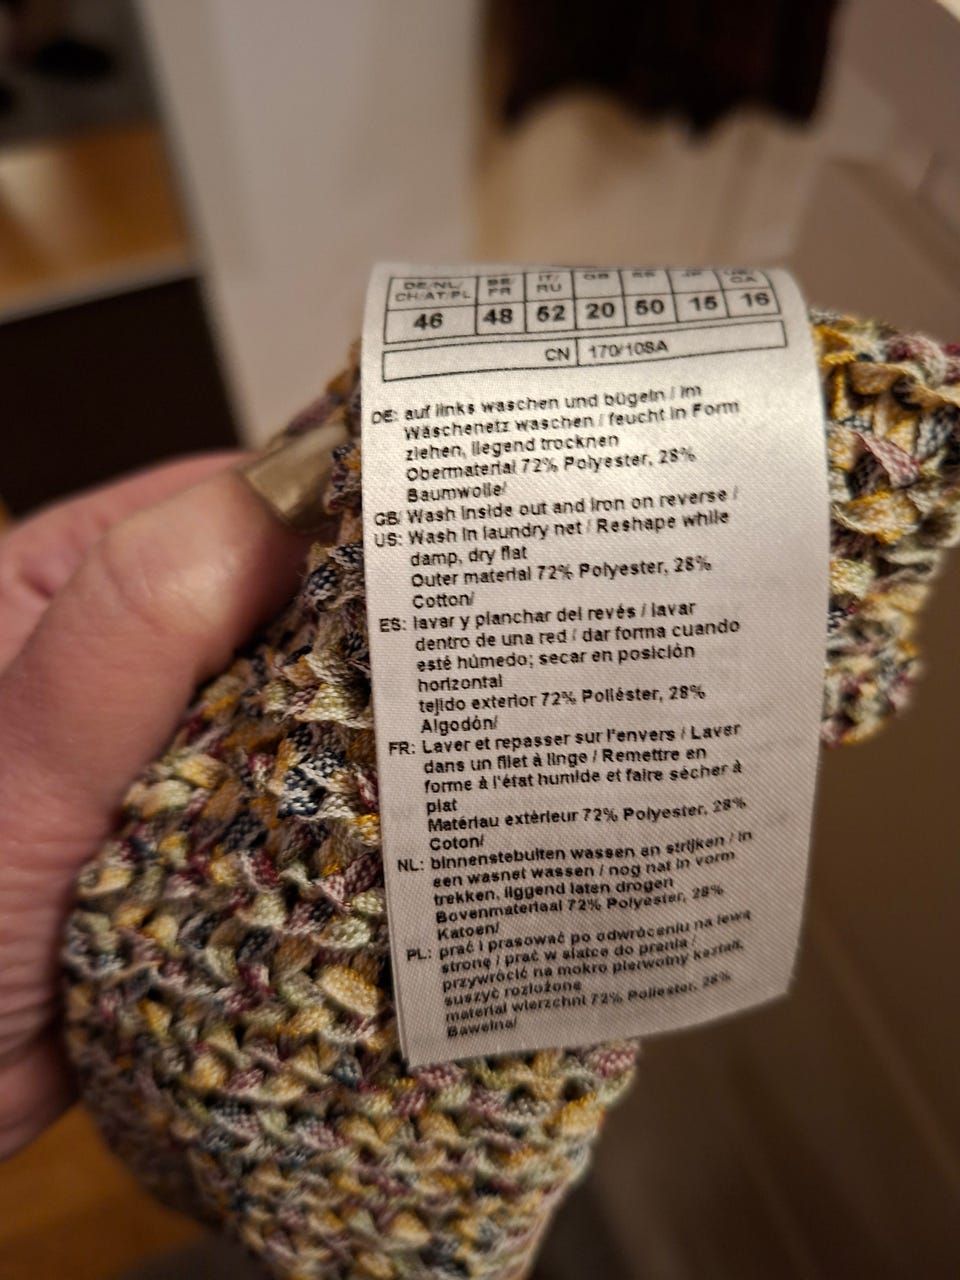 DE/NL/ BE/ IT/ GB ES JP US/
CH/AT/PL FR RU CA
46 48 52 20 50 15 16
CN 170/108A
DE: auf links waschen und bügeln / im
Wäschenetz waschen / feucht in Form
ziehen, liegend trocknen
Obermaterial 72% Polyester, 28%
Baumwolle/
GB/ Wash inside out and iron on reverse /
US: Wash in laundry net / Reshape while
damp, dry flat
Outer material 72% Polyester, 28%
Cotton/
ES: lavar y planchar del revés / lavar
dentro de una red / dar forma cuando
esté húmedo; secar en posición
horizontal
tejido exterior 72% Poliéster, 28%
Algodón/
FR: Laver et repasser sur l'envers / Laver
dans un filet à linge / Remettre en
forme à l'état humide et faire sécher à
plat
Matériau extérieur 72% Polyester, 28%
Coton/
NL: binnenstebuiten wassen en strijken / in
een wasnet wassen / nog nat in vorm
trekken, liggend laten drogen
Bovenmateriaal 72% Polyester, 28%
Katoen/
PL: prać i prasować po odwróceniu na lewą
stronę / prać w siatce do prania /
przywrócić na mokro pierwotny kształt,
suszyć rozłożone
materiał wierzchni 72% Poliester, 28%
Bawełna/